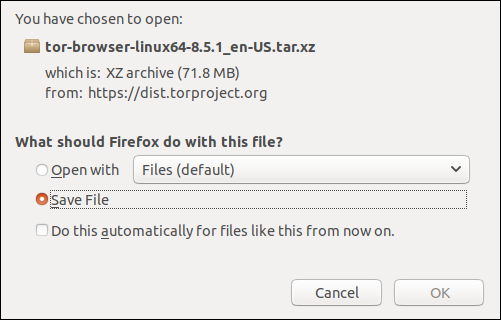 You have chosen to open:
tor-browser-linux64-8.5.1_en-US.tar.xz
which is: XZ archive (71.8 MB)
from: https://dist.torproject.org
What should Firefox do with this file?
Open with Files (default)
Save File
Do this automatically for files like this from now on.
Cancel OK